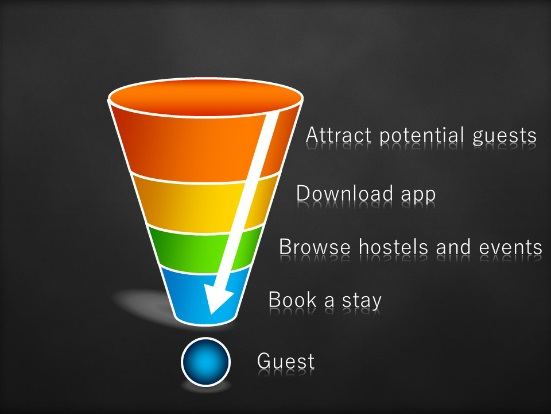 Attract potential guests
Download app
Browse hostels and events
Book a stay
Guest